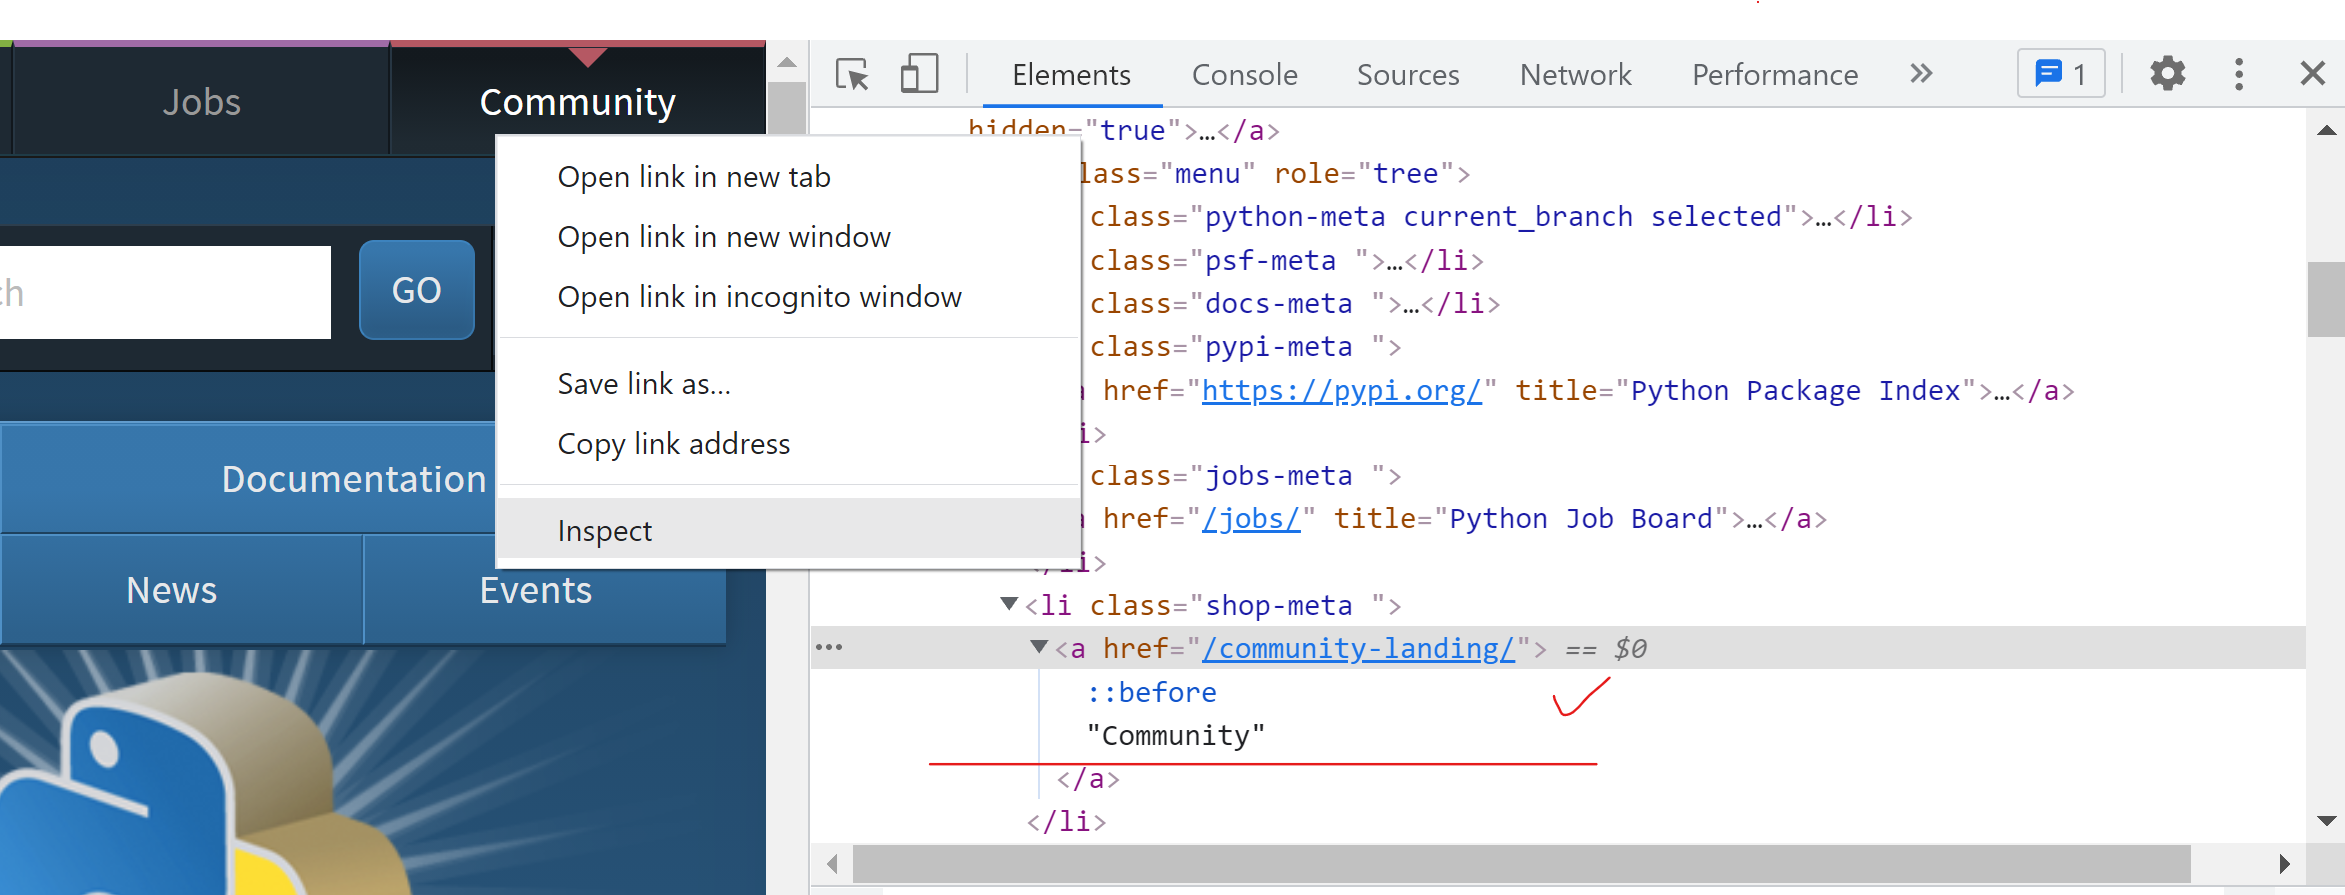 Jobs
Community
ch
GO
Documentation
News
Events
Open link in new tab
Open link in new window
Open link in incognito window
Save link as...
Copy link address
Inspect
Elements Console Sources Network Performance » 1
hidden="true">…</a>
lass="menu" role="tree">
class="python-meta current_branch selected">…</li>
class="psf-meta ">…</li>
class="docs-meta ">…</li>
class="pypi-meta ">
a href="https://pypi.org/" title="Python Package Index">…</a>
i>
class="jobs-meta ">
a href="/jobs/" title="Python Job Board">…</a>
</li>
<li class="shop-meta ">
<a href="/community-landing/"> == $0
::before
"Community"
</a>
</li>